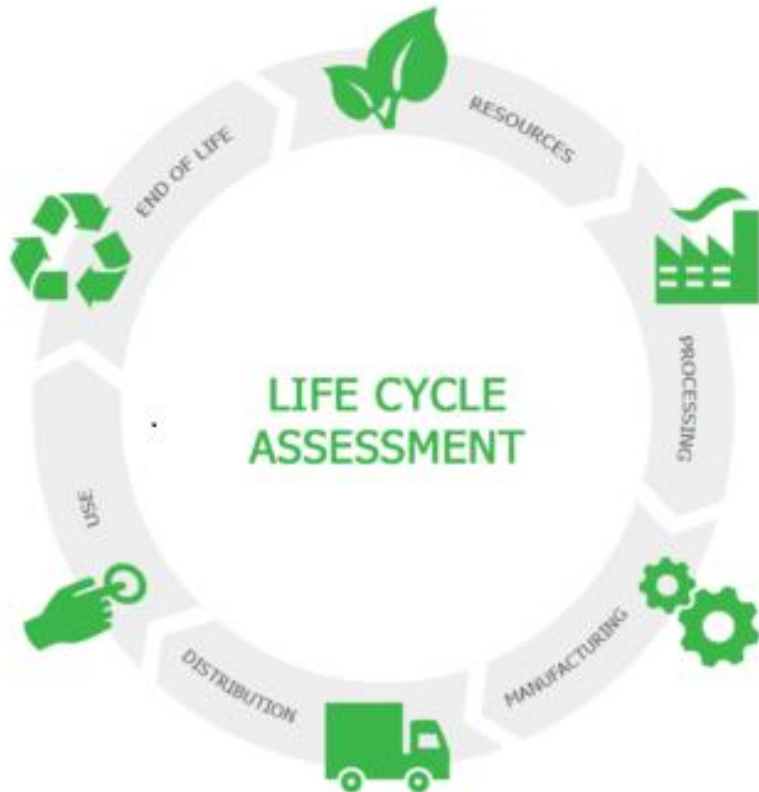 RESOURCES
PROCESSING
MANUFACTURING
DISTRIBUTION
USE
END OF LIFE
LIFE CYCLE
ASSESSMENT